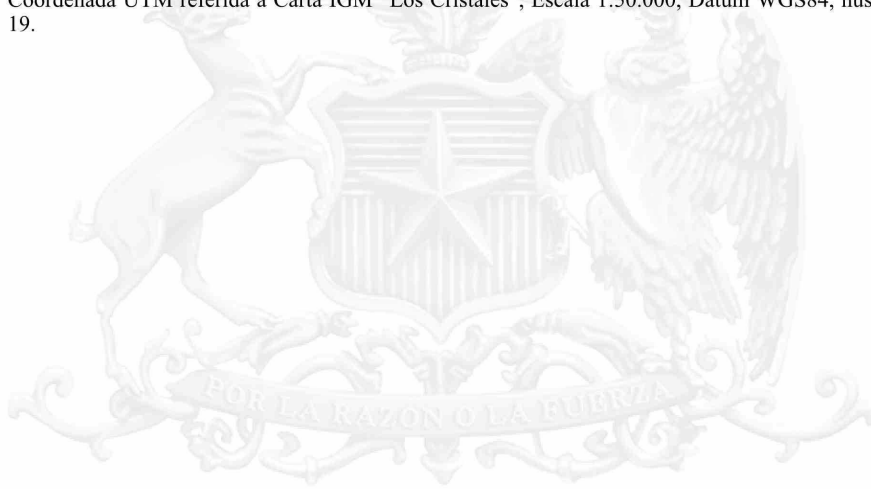 Coordenada UTM referida a Carta IGM "Los Cristales", Escala 1:50.000, Datum WGS84, Hus
19.
POR LA RAZON O LA FUERZA